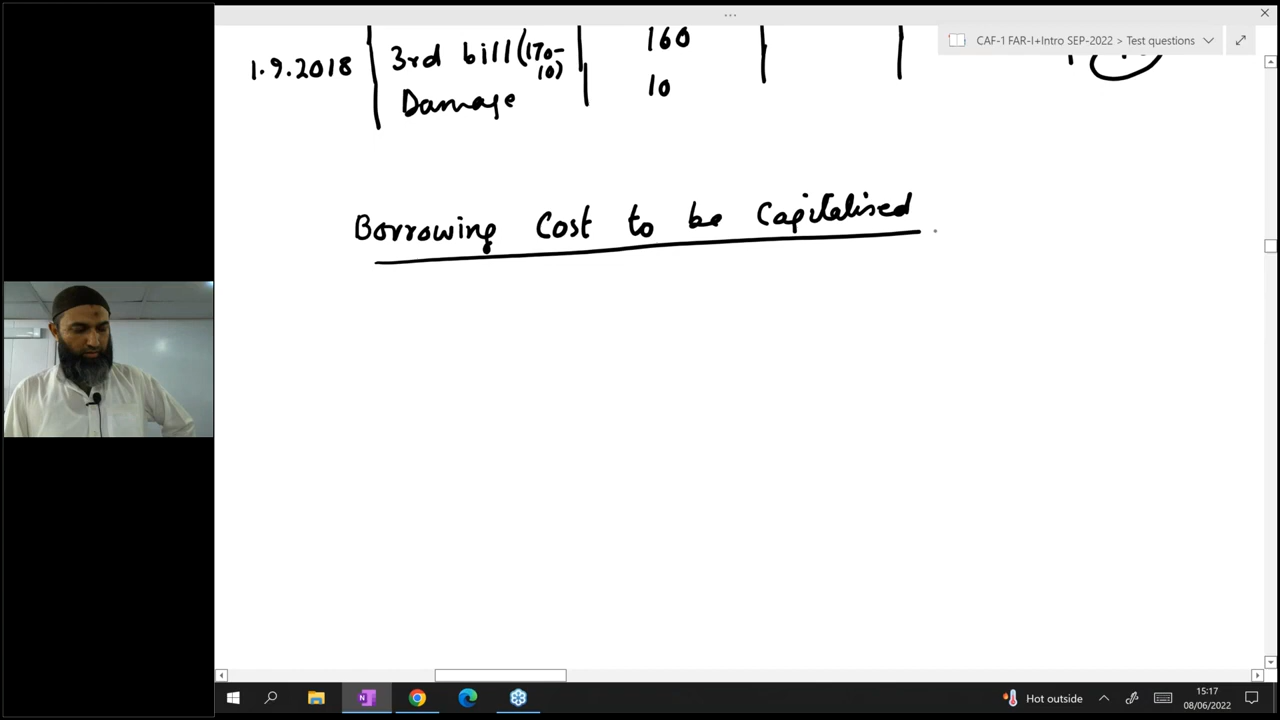 CAF-1 FAR-I+Intro SEP-2022 > Test questions
160
1.9.2018 3rd bill (170-
10)
Damage 10
Borrowing Cost to be Capitalised
Hot outside
15:17
08/06/2022